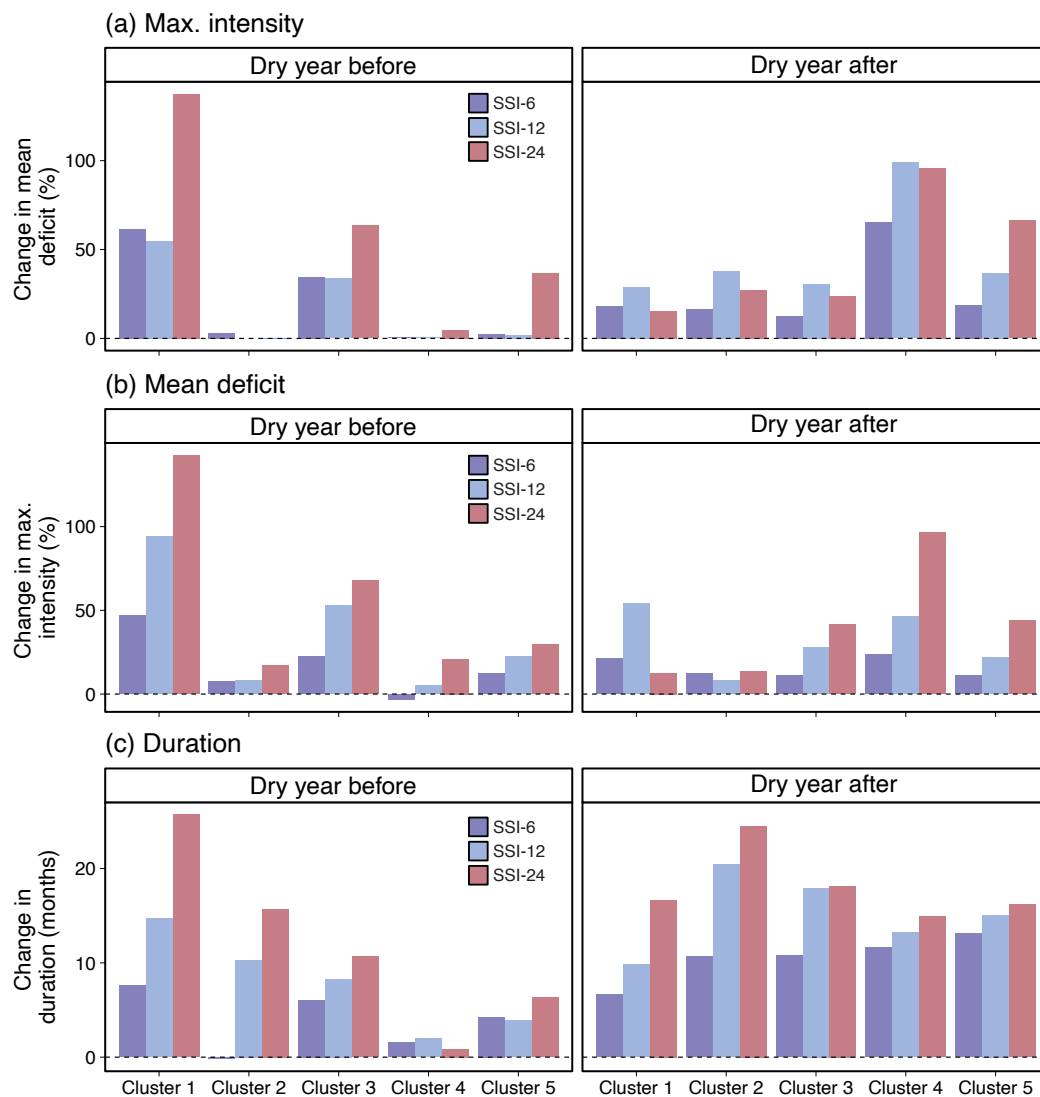 (a) Max. intensity
Dry year before
Dry year after
SSI-6
SSI-12
SSI-24
Change in mean
deficit (%)
100
50
0
(b) Mean deficit
Dry year before
Dry year after
SSI-6
SSI-12
SSI-24
Change in max.
intensity (%)
100
50
0
(c) Duration
Dry year before
Dry year after
SSI-6
SSI-12
SSI-24
Change in
duration (months)
20
10
0
Cluster 1 Cluster 2 Cluster 3 Cluster 4 Cluster 5
Cluster 1 Cluster 2 Cluster 3 Cluster 4 Cluster 5